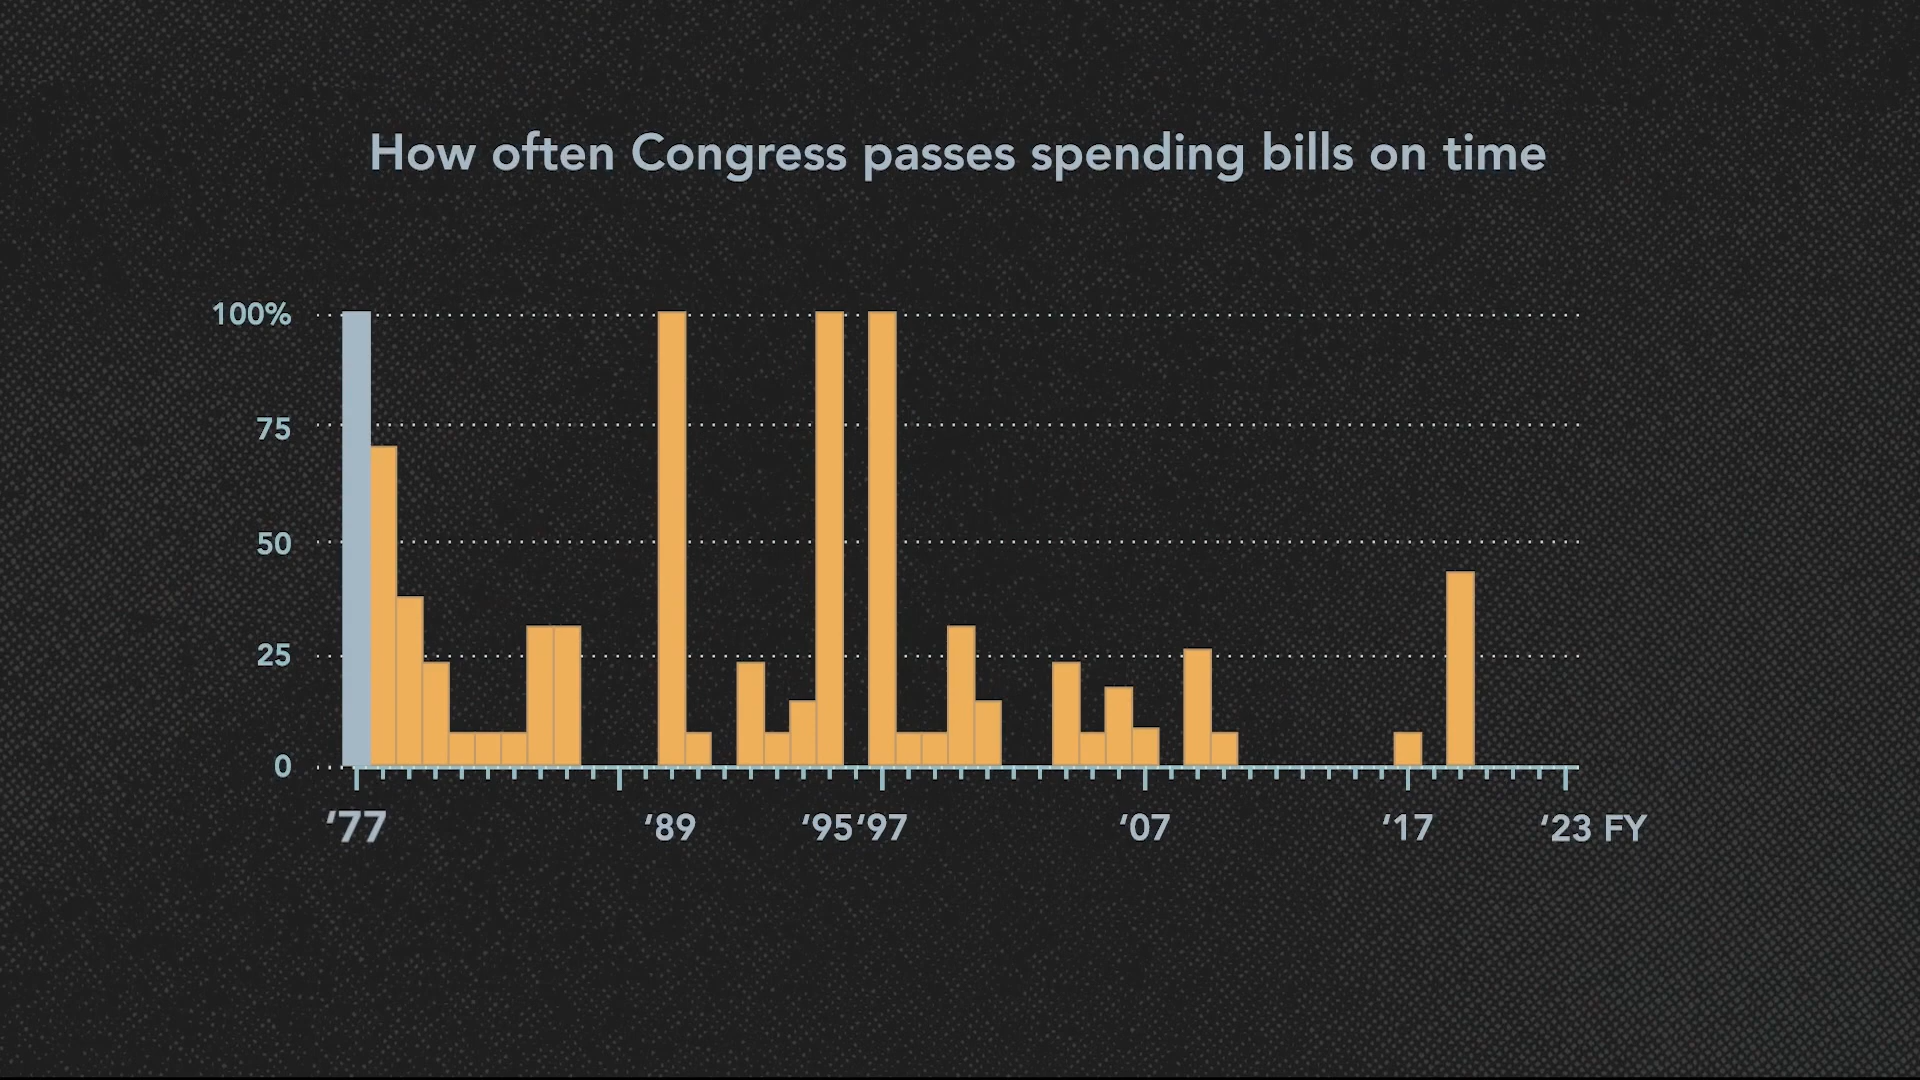 How often Congress passes spending bills on time
100%
75
50
25
0
‘77 ‘89 ‘95 ‘97 ‘07 ‘17 ‘23 FY